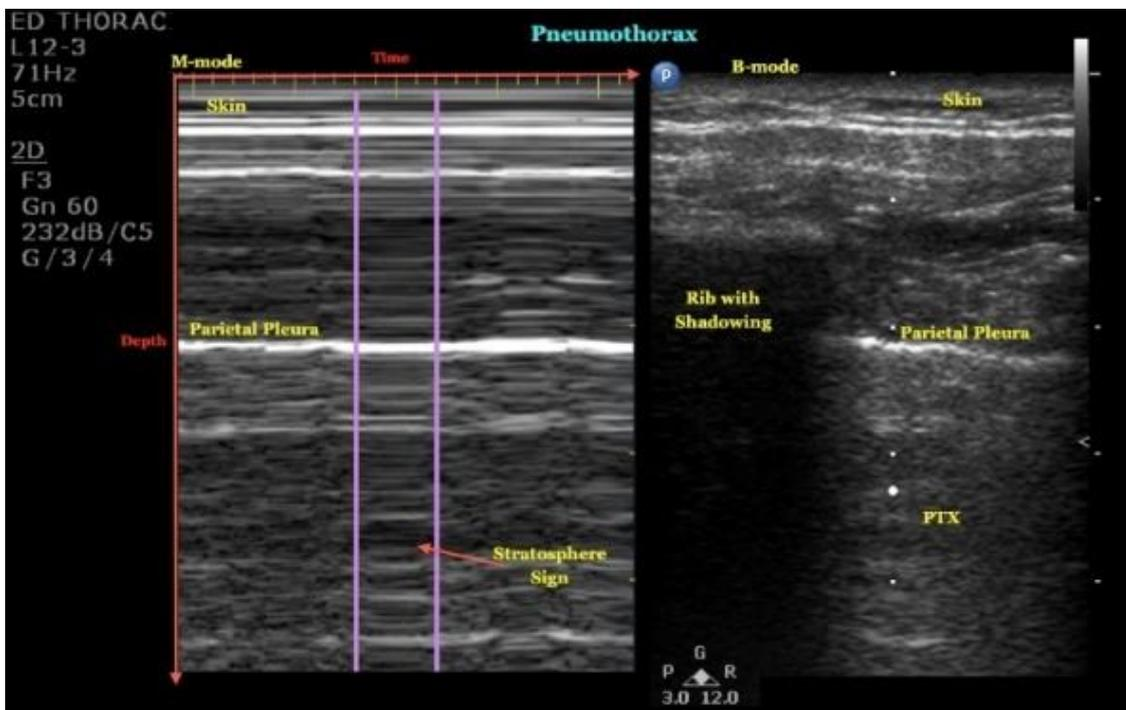 ED THORAC
L12-3
71Hz
5cm
2D
F3
Gn 60
232dB/C5
G/3/4
Pneumothorax
M-mode
Time
Skin
Parietal Pleura
Depth
Stratosphere
Sign
P
B-mode
Skin
Rib with
Shadowing
Parietal Pleura
PTX
G
P R
3.0 12.0